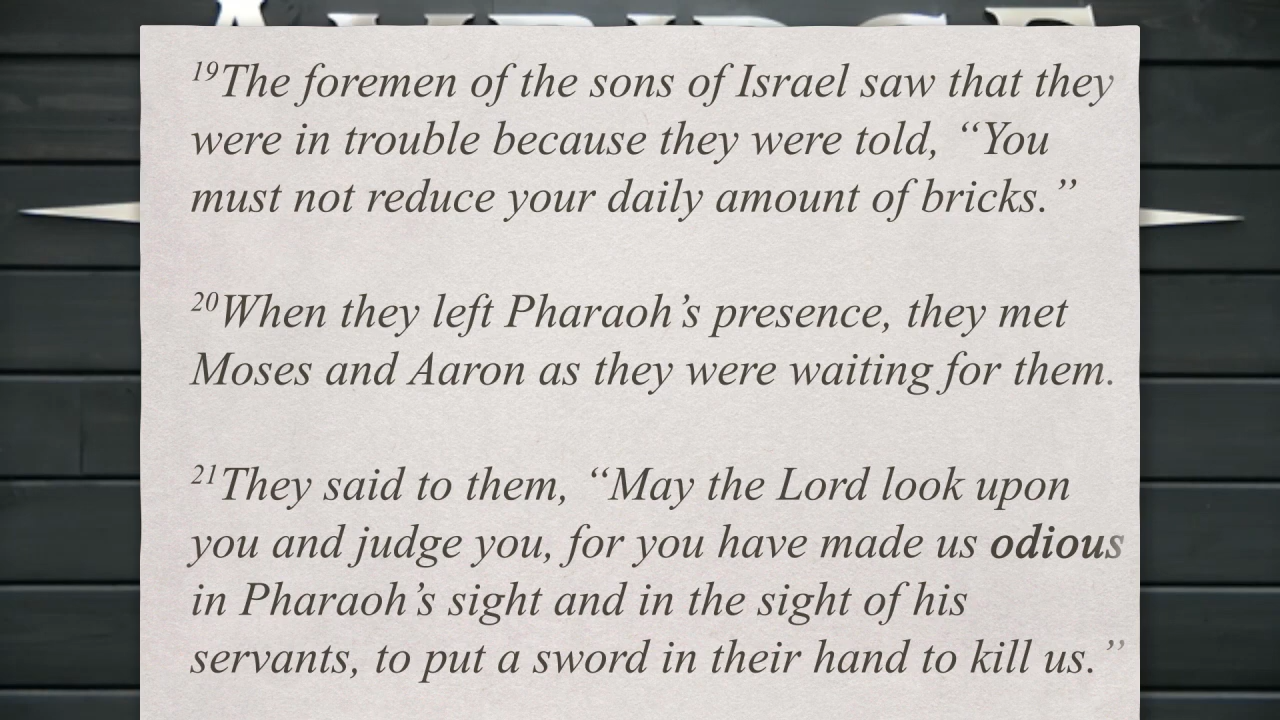 ¹⁹The foremen of the sons of Israel saw that they
were in trouble because they were told, “You
must not reduce your daily amount of bricks.”
²⁰When they left Pharaoh’s presence, they met
Moses and Aaron as they were waiting for them.
²¹They said to them, “May the Lord look upon
you and judge you, for you have made us odious
in Pharaoh’s sight and in the sight of his
servants, to put a sword in their hand to kill us.”